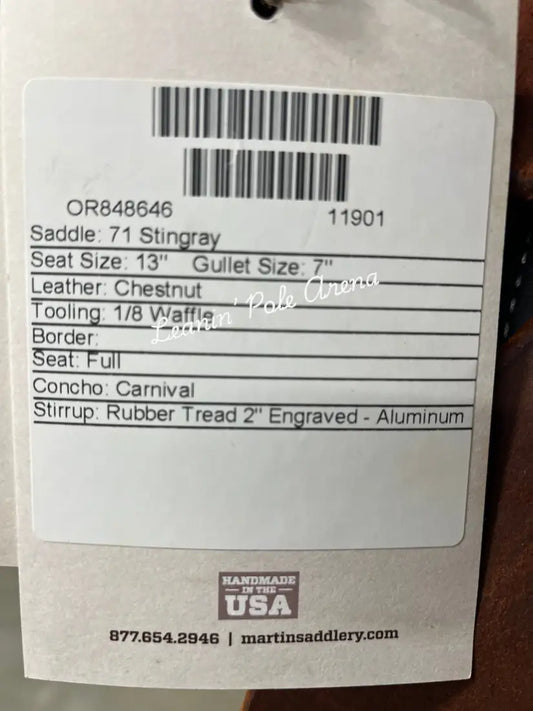 OR848646 11901
Saddle: 71 Stingray
Seat Size: 13" Gullet Size: 7"
Leather: Chestnut
Tooling: 1/8 Waffle
Leanin' Pole Arena
Border:
Seat: Full
Concho: Carnival
Stirrup: Rubber Tread 2" Engraved - Aluminum
HANDMADE
IN THE
USA
877.654.2946 | martinsaddlery.com